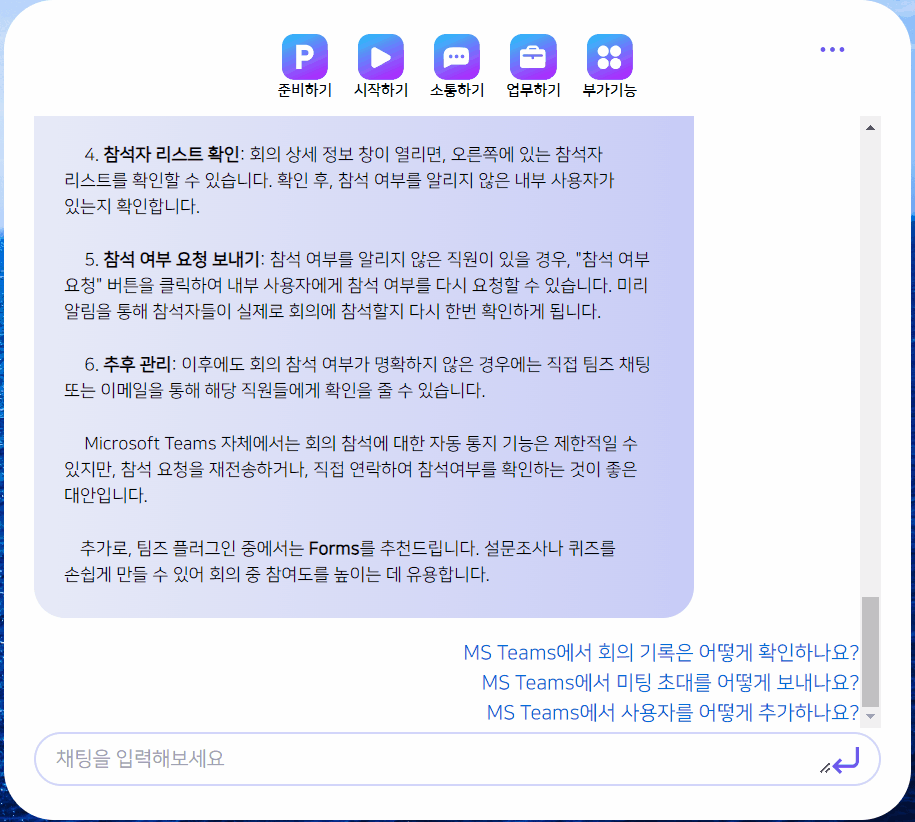 P
준비하기 시작하기 소통하기 업무하기 부가기능
4. 참석자 리스트 확인: 회의 상세 정보 창이 열리면, 오른쪽에 있는 참석자
리스트를 확인할 수 있습니다. 확인 후, 참석 여부를 알리지 않은 내부 사용자가
있는지 확인합니다.
5. 참석 여부 요청 보내기: 참석 여부를 알리지 않은 직원이 있을 경우, "참석 여부
요청" 버튼을 클릭하여 내부 사용자에게 참석 여부를 다시 요청할 수 있습니다. 미리
알림을 통해 참석자들이 실제로 회의에 참석할지 다시 한번 확인하게 됩니다.
6. 추후 관리: 이후에도 회의 참석 여부가 명확하지 않은 경우에는 직접 팀즈 채팅
또는 이메일을 통해 해당 직원들에게 확인을 줄 수 있습니다.
Microsoft Teams 자체에서는 회의 참석에 대한 자동 통지 기능은 제한적일 수
있지만, 참석 요청을 재전송하거나, 직접 연락하여 참석여부를 확인하는 것이 좋은
대안입니다.
추가로, 팀즈 플러그인 중에서는 Forms를 추천드립니다. 설문조사나 퀴즈를
손쉽게 만들 수 있어 회의 중 참여도를 높이는 데 유용합니다.
MS Teams에서 회의 기록은 어떻게 확인하나요?
MS Teams에서 미팅 초대를 어떻게 보내나요?
MS Teams에서 사용자를 어떻게 추가하나요?
채팅을 입력해보세요